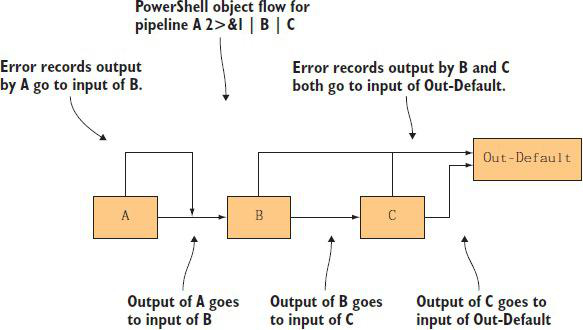 PowerShell object flow for
pipeline A 2>&1 | B | C
Error records output
by A go to input of B.
Error records output by B and C
both go to input of Out-Default.
Out-Default
A
B
C
Output of A goes
to input of B
Output of B goes
to input of C
Output of C goes to
input of Out-Default